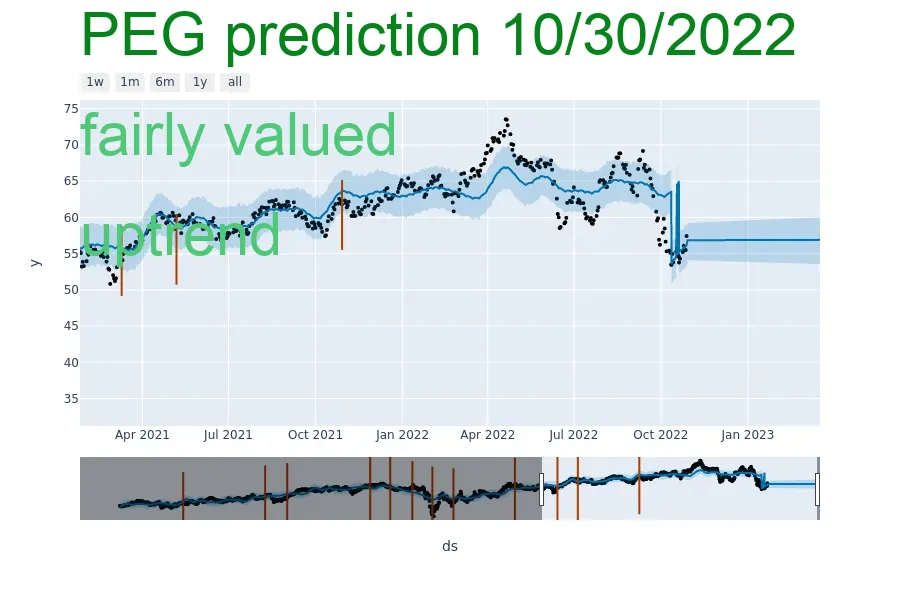 PEG prediction 10/30/2022
1w 1m 6m 1y all
75
fairly valued
70
65
60
uptrend
55
y
50
45
40
35
Apr 2021 Jul 2021 Oct 2021 Jan 2022 Apr 2022 Jul 2022 Oct 2022 Jan 2023
ds